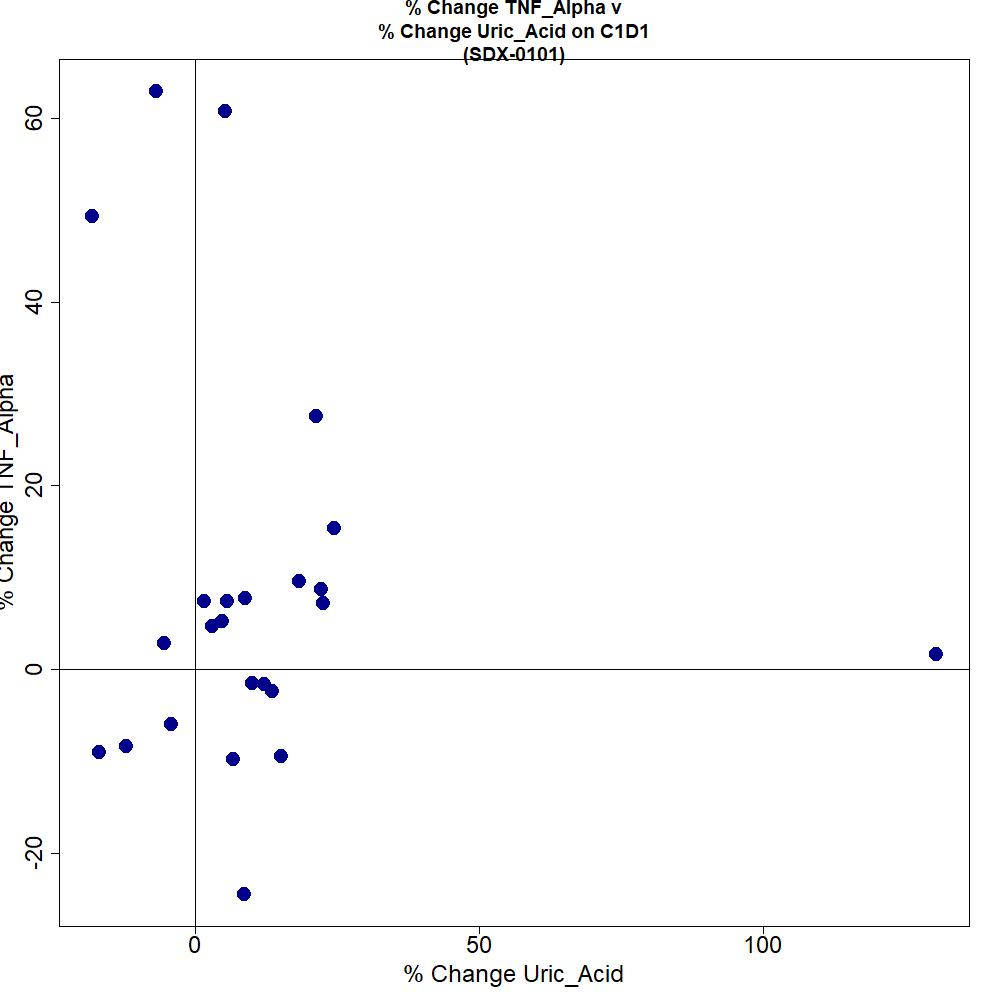 % Change TNF_Alpha v
% Change Uric_Acid on C1D1
(SDX-0101)
60
40
20
0
-20
% Change TNF_Alpha
0
50
100
% Change Uric_Acid